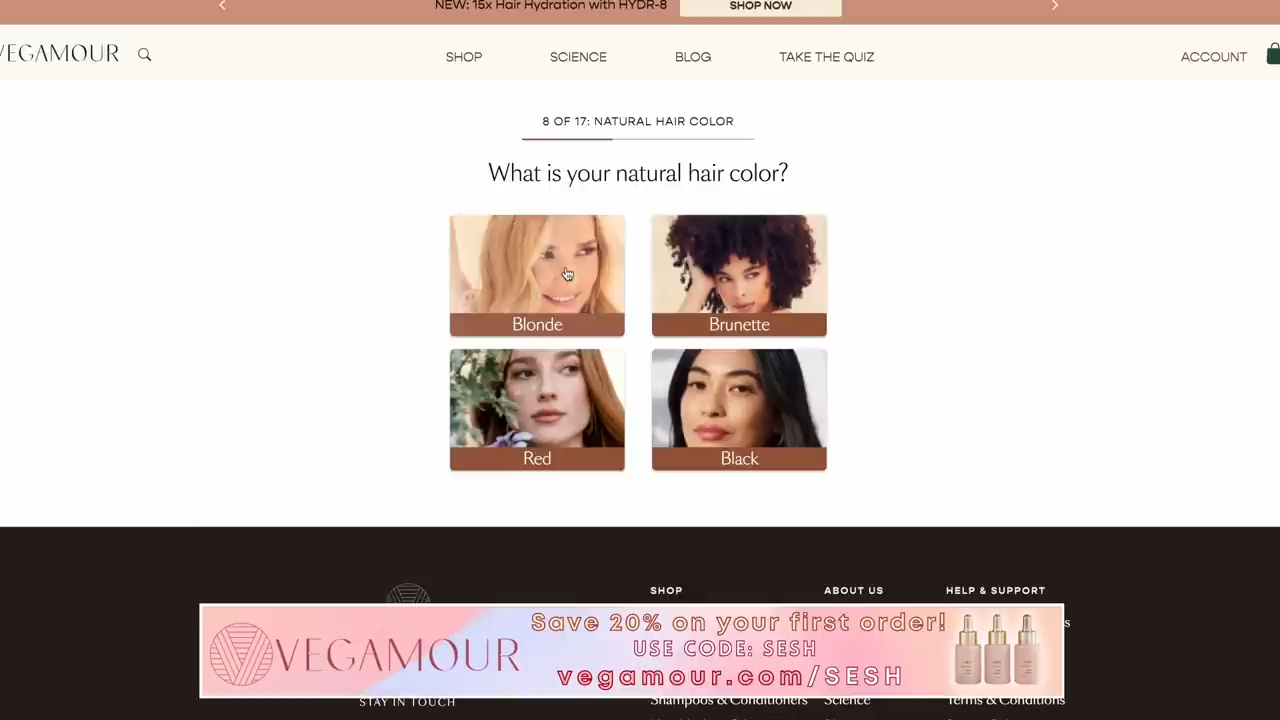 NEW: 15x Hair Hydration with HYDR-8
SHOP NOW
VEGAMOUR
SHOP
SCIENCE
BLOG
TAKE THE QUIZ
ACCOUNT
8 OF 17: NATURAL HAIR COLOR
What is your natural hair color?
Blonde
Brunette
Red
Black
SHOP
ABOUT US
HELP & SUPPORT
VEGAMOUR
Save 20% on your first order!
USE CODE: SESH
vegamour.com/SESH
STAY IN TOUCH
Shampoos & Conditioners
Science
Terms & Conditions